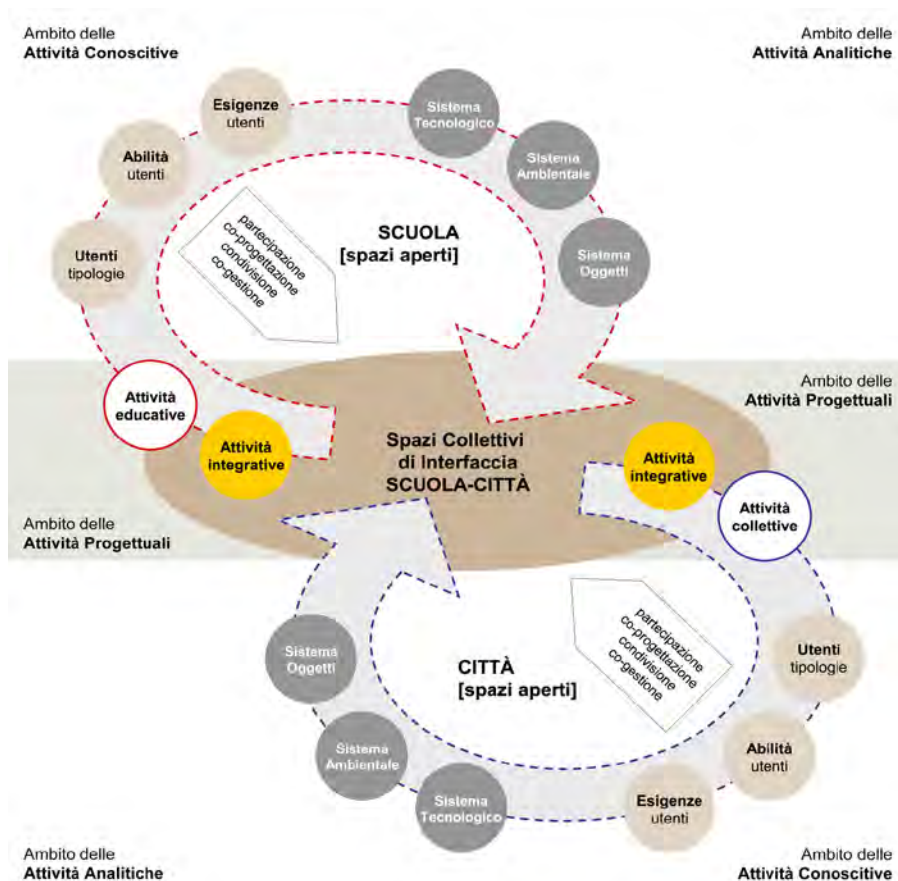 Ambito delle
Attività Conoscitive
Ambito delle
Attività Analitiche
Esigenze
utenti
Sistema
Tecnologico
Abilità
utenti
Sistema
Ambientale
Utenti
tipologie
partecipazione
co-progettazione
condivisione
co-gestione
SCUOLA
[spazi aperti]
Sistema
Oggetti
Attività
educative
Attività
integrative
Spazi Collettivi
di Interfaccia
SCUOLA-CITTÀ
Ambito delle
Attività Progettuali
Attività
integrative
Attività
collettive
Ambito delle
Attività Progettuali
Sistema
Oggetti
CITTÀ
[spazi aperti]
partecipazione
co-progettazione
condivisione
co-gestione
Utenti
tipologie
Sistema
Ambientale
Abilità
utenti
Sistema
Tecnologico
Esigenze
utenti
Ambito delle
Attività Analitiche
Ambito delle
Attività Conoscitive